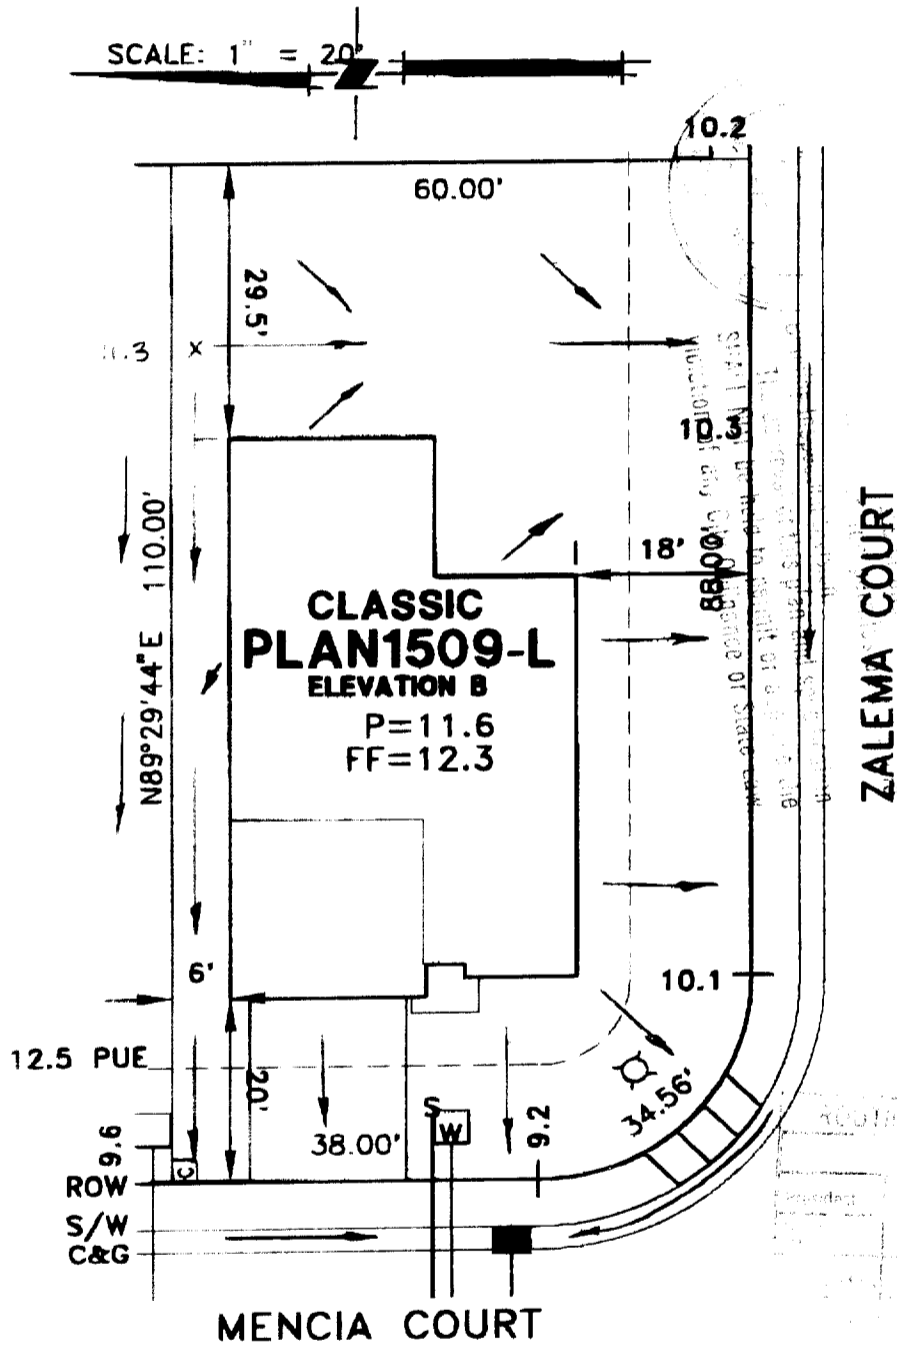 SCALE: 1" = 20'
10.2
60.00'
29.5'
x
10.3
18'
88.00'
N89°29'44"E 110.00'
CLASSIC
PLAN1509-L
ELEVATION B
P=11.6
FF=12.3
ZALEMA COURT
6'
10.1
12.5 PUE
20'
34.56'
S
W
9.6
38.00'
9.2
C
ROW
S/W
C&G
MENCIA COURT